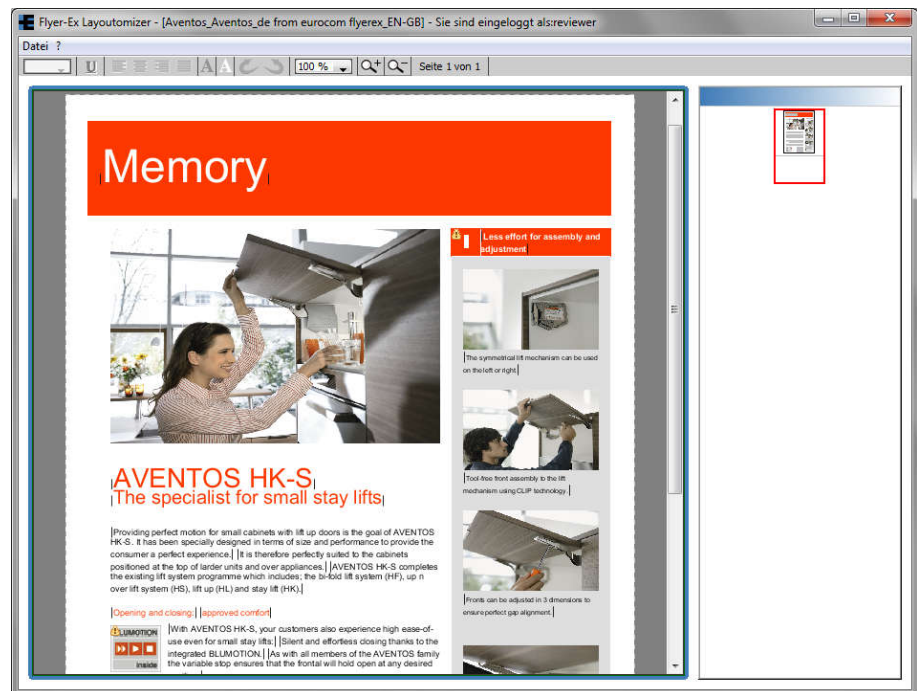 Flyer-Ex Layoutomizer - [Aventos_Aventos_de from eurocom flyerex_EN-GB] - Sie sind eingeloggt als:reviewer
Datei ?
U A A 100 % Seite 1 von 1
Memory
Less effort for assembly and
adjustment
The symmetrical lift mechanism can be used
on the left or right.
Tool-free front assembly to the lift
mechanism using CLIP technology.
Fronts can be adjusted in 3 dimensions to
ensure perfect gap alignment.
AVENTOS HK-S
The specialist for small stay lifts
Providing perfect motion for small cabinets with lift up doors is the goal of AVENTOS
HK-S. It has been specially designed in terms of size and performance to provide the
consumer a perfect experience. It is therefore perfectly suited to the cabinets
positioned at the top of larger units and over appliances. AVENTOS HK-S completes
the existing lift system programme which includes; the bi-fold lift system (HF), up n
over lift system (HS), lift up (HL) and stay lift (HK).
Opening and closing: approved comfort
LUMOTION
inside
With AVENTOS HK-S, your customers also experience high ease-of-
use even for small stay lifts: Silent and effortless closing thanks to the
integrated BLUMOTION. As with all members of the AVENTOS family
the variable stop ensures that the frontal will hold open at any desired